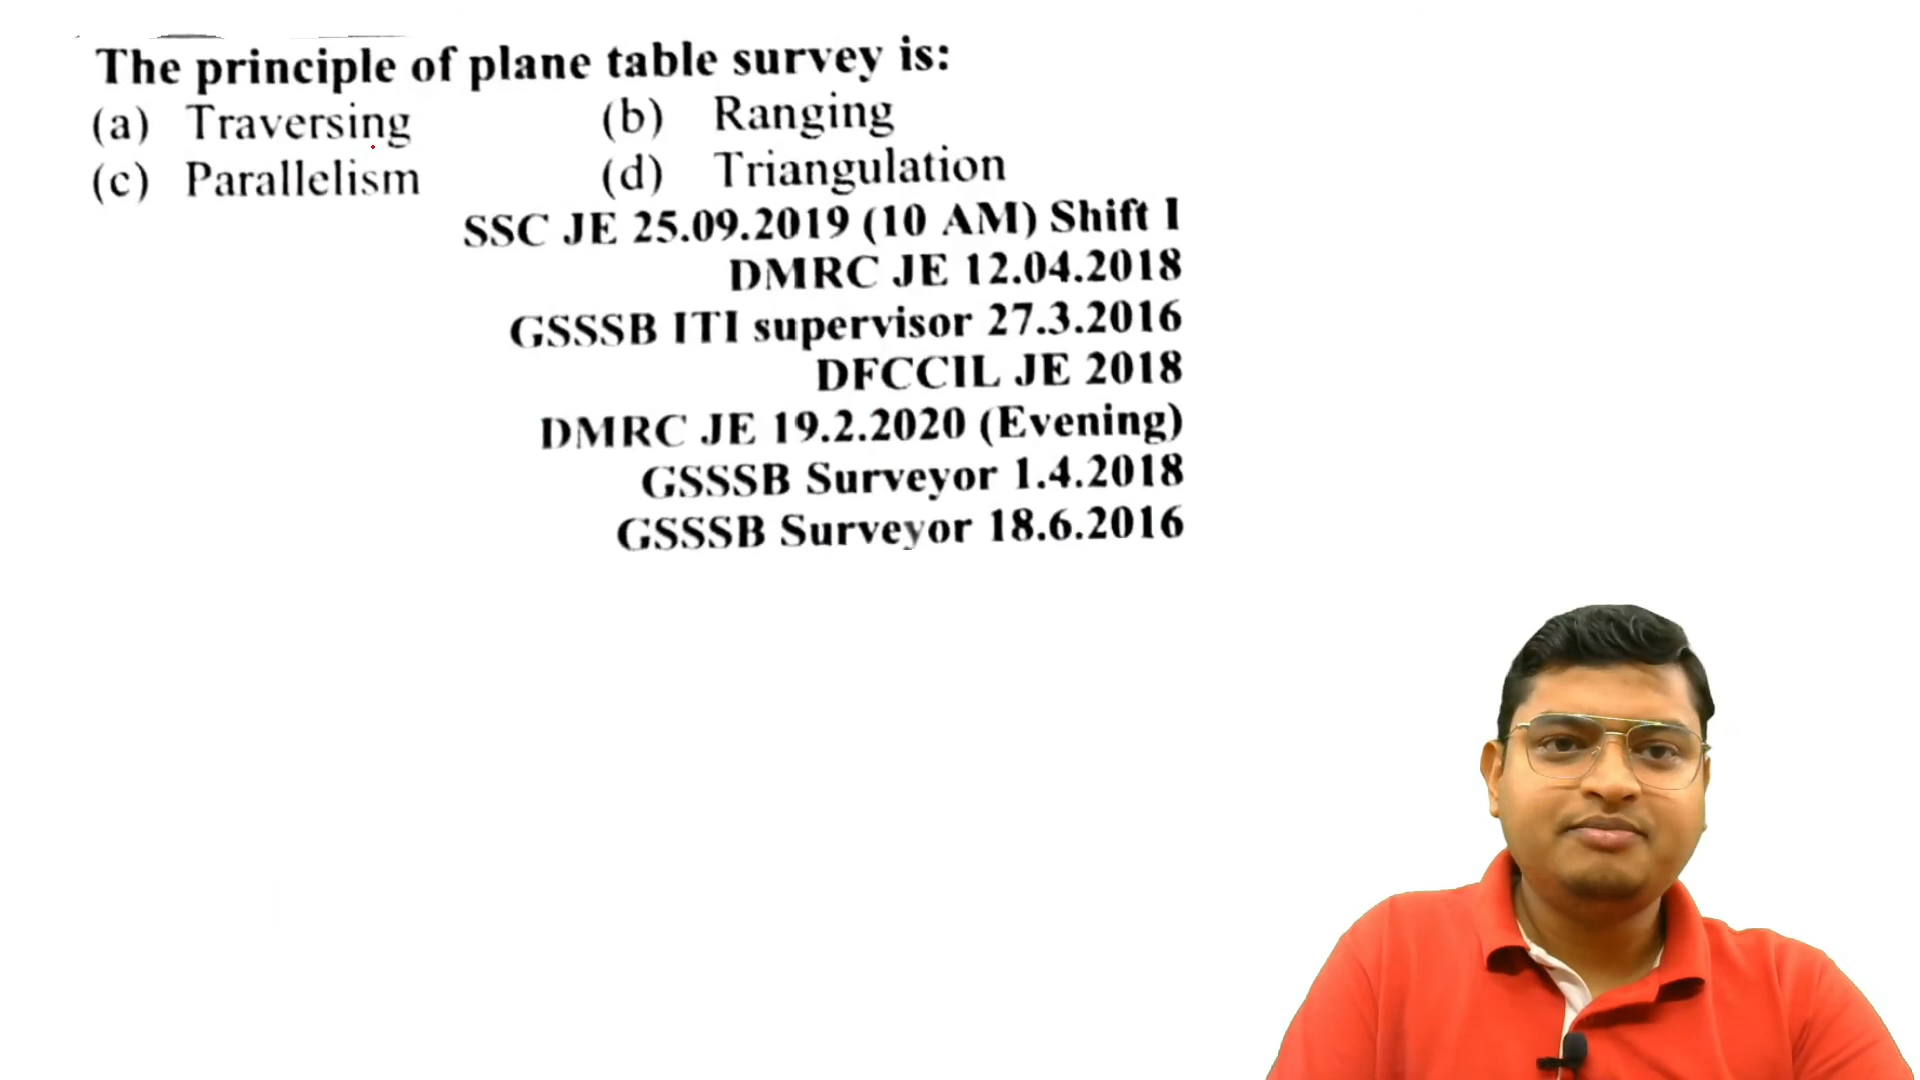 The principle of plane table survey is:
(a) Traversing (b) Ranging
(c) Parallelism (d) Triangulation
SSC JE 25.09.2019 (10 AM) Shift I
DMRC JE 12.04.2018
GSSSB ITI supervisor 27.3.2016
DFCCIL JE 2018
DMRC JE 19.2.2020 (Evening)
GSSSB Surveyor 1.4.2018
GSSSB Surveyor 18.6.2016